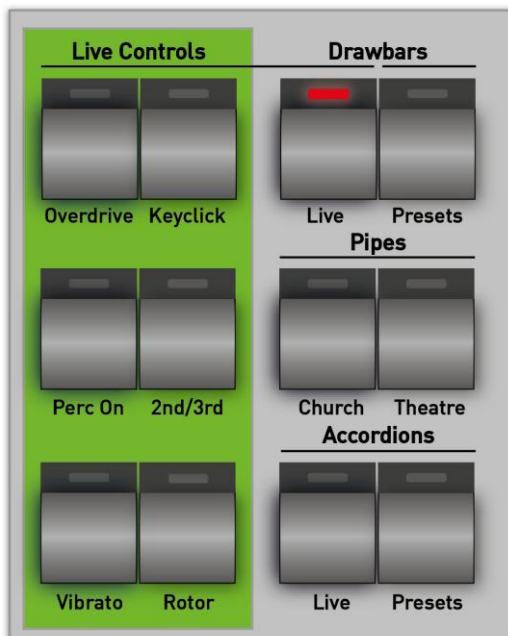 Live Controls Drawbars
Overdrive Keyclick Live Presets
Pipes
Perc On 2nd/3rd Church Theatre
Accordions
Vibrato Rotor Live Presets